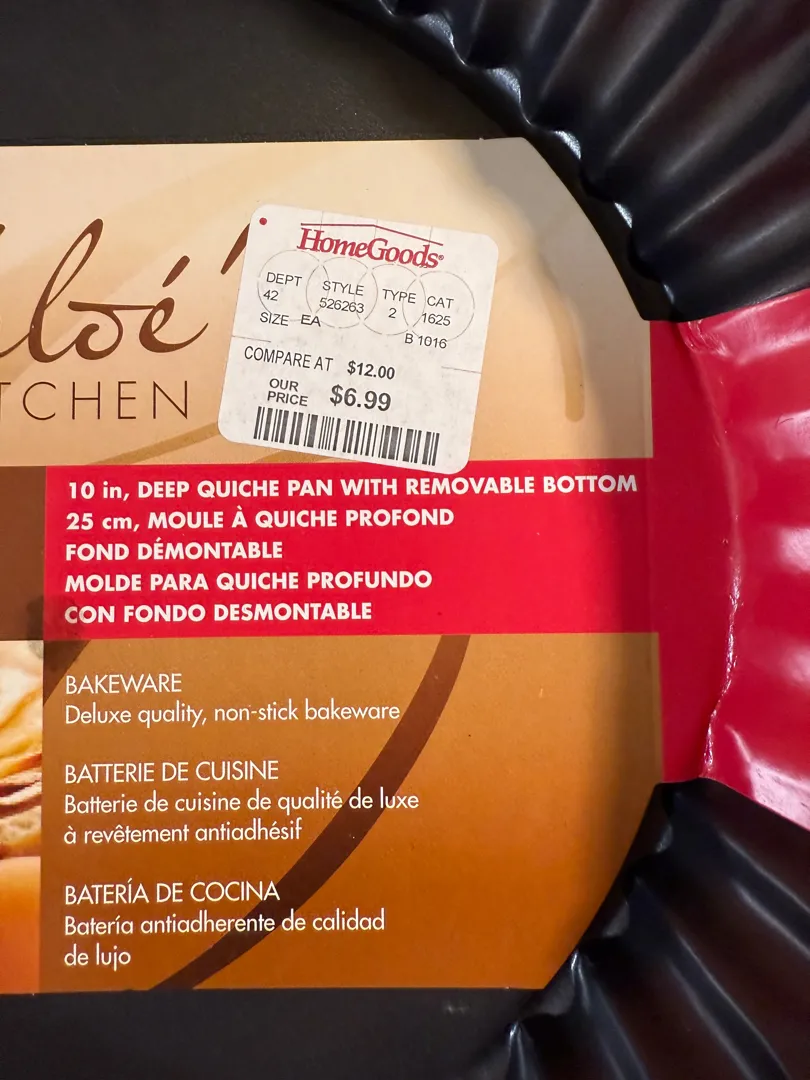 HomeGoods®
DEPT STYLE TYPE CAT
42 526263 2 1625
SIZE EA B 1016
COMPARE AT $12.00
OUR PRICE $6.99
loé
TCHEN
10 in, DEEP QUICHE PAN WITH REMOVABLE BOTTOM
25 cm, MOULE À QUICHE PROFOND
FOND DÉMONTABLE
MOLDE PARA QUICHE PROFUNDO
CON FONDO DESMONTABLE
BAKEWARE
Deluxe quality, non-stick bakeware
BATTERIE DE CUISINE
Batterie de cuisine de qualité de luxe
à revêtement antiadhésif
BATERÍA DE COCINA
Batería antiadherente de calidad
de lujo